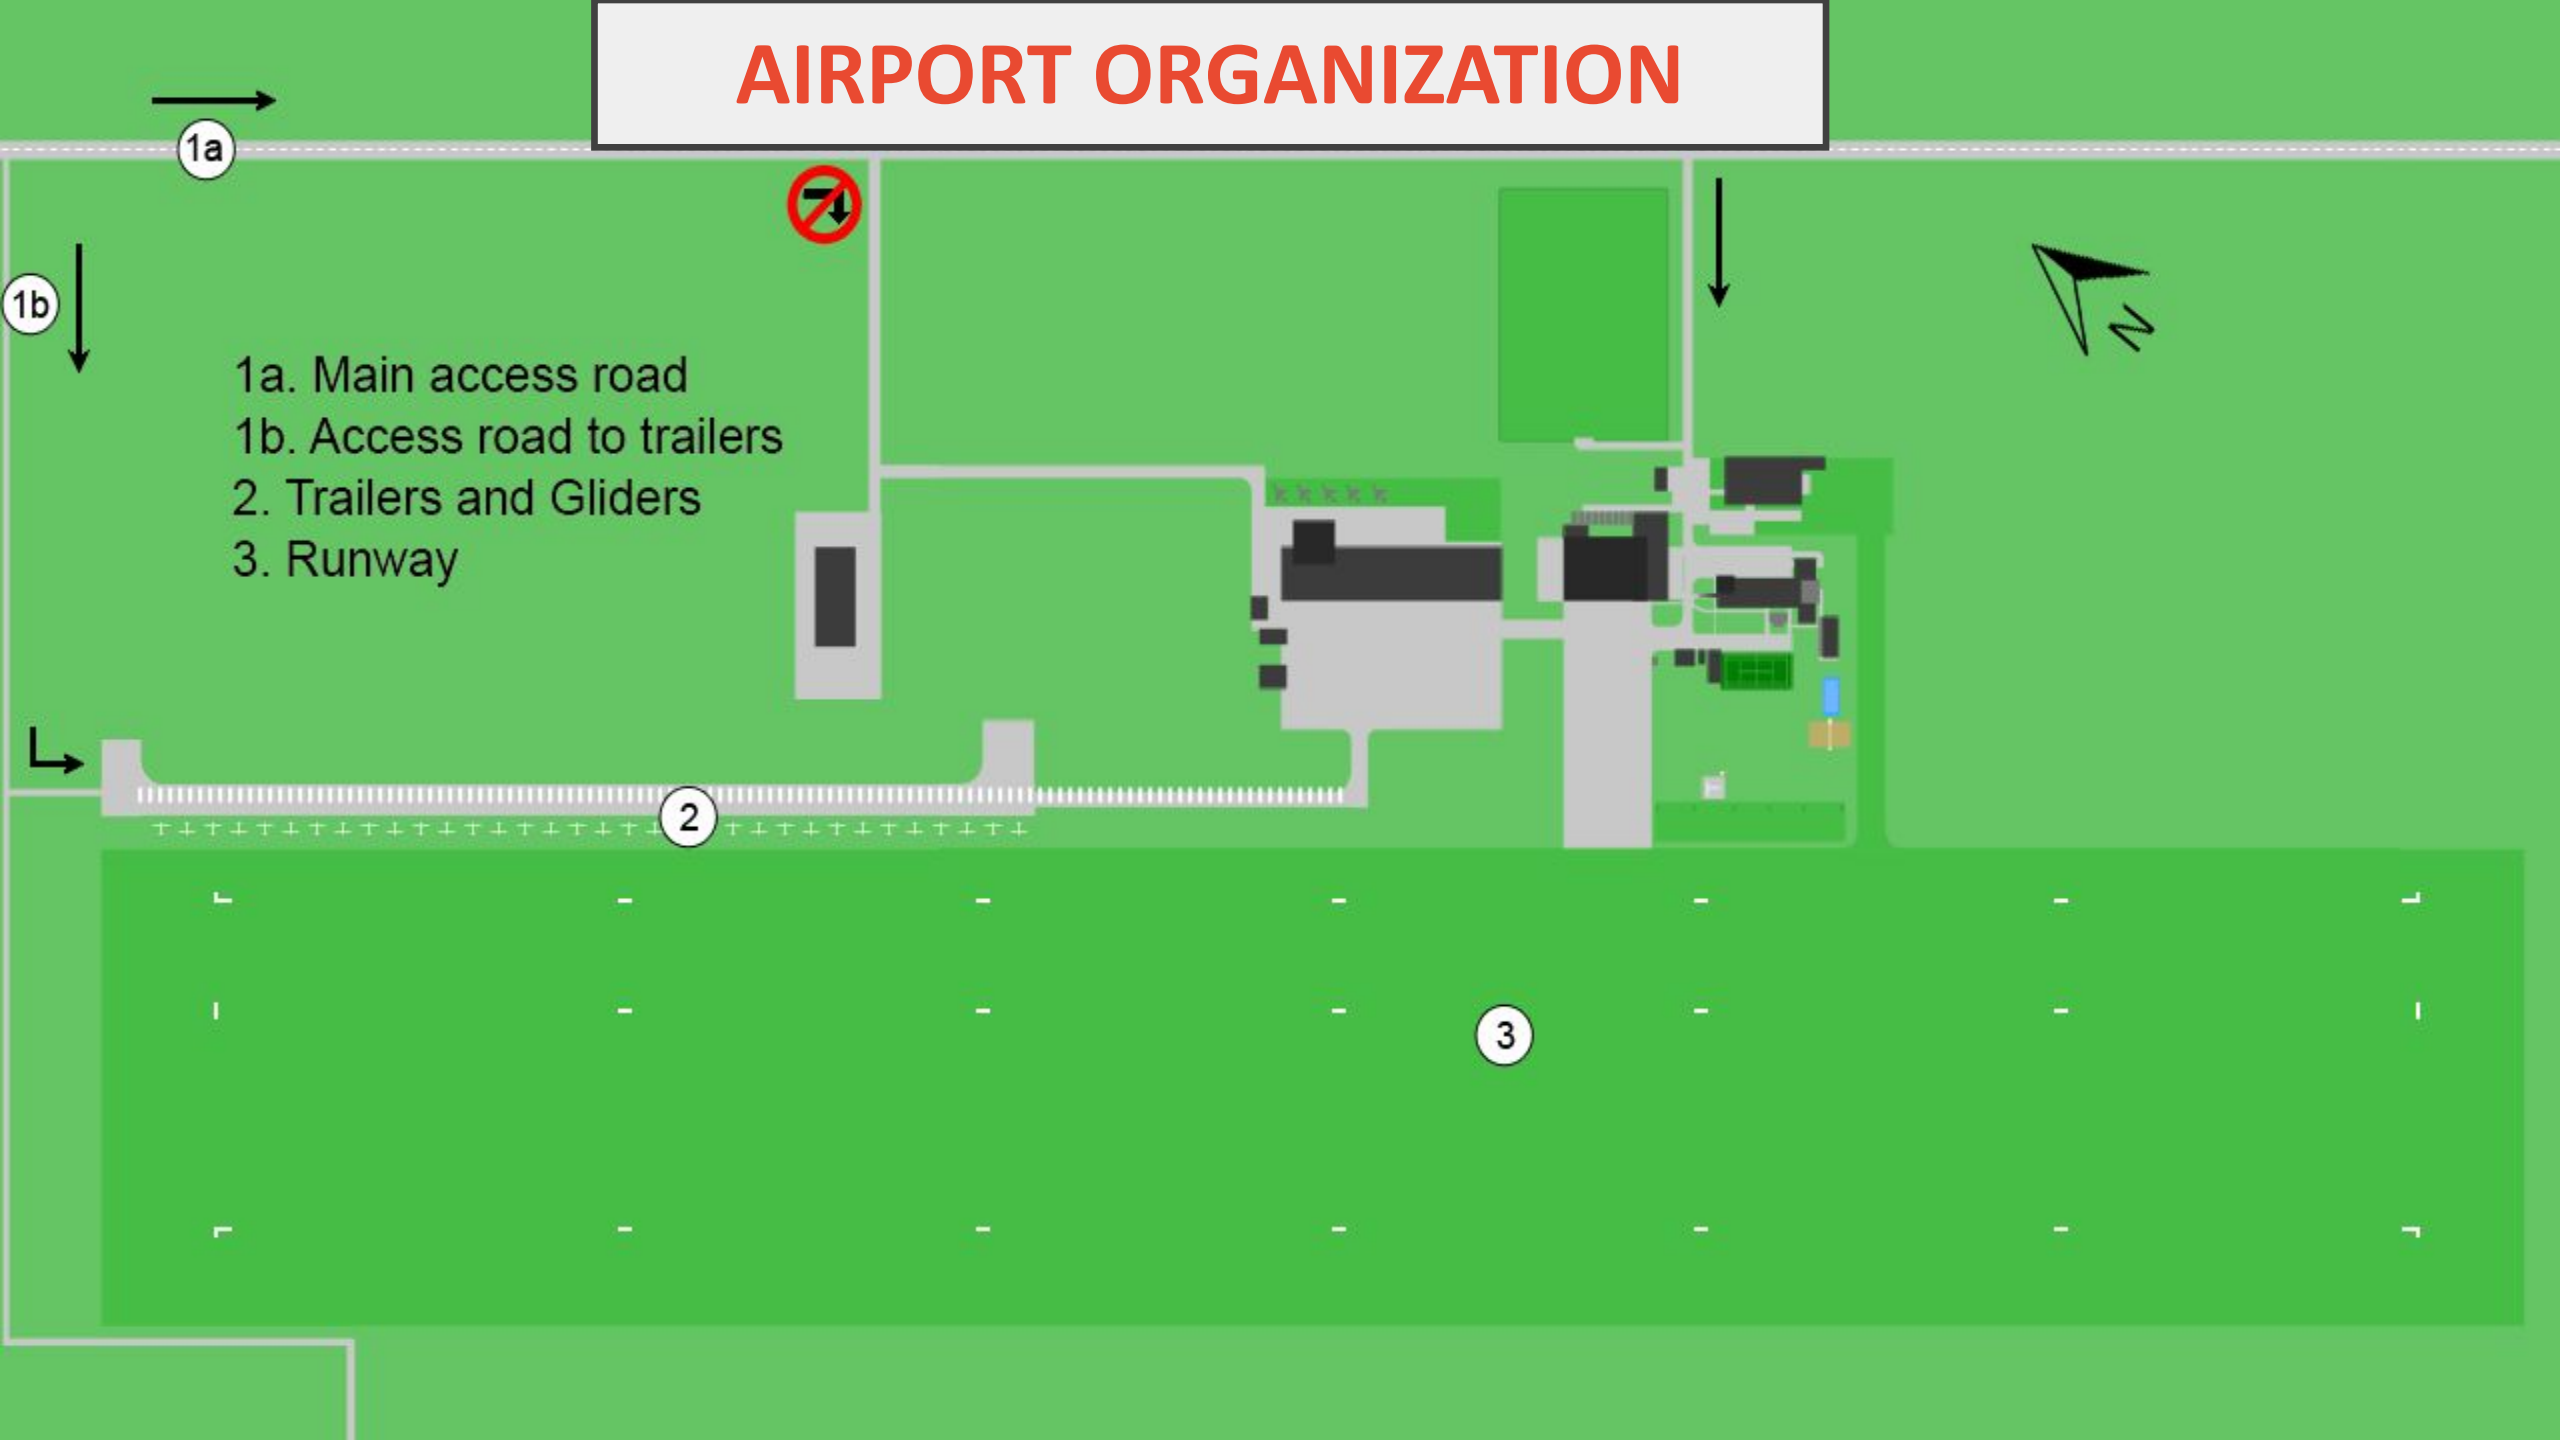 AIRPORT ORGANIZATION
1a
1b
N
1a. Main access road
1b. Access road to trailers
2. Trailers and Gliders
3. Runway
2
3